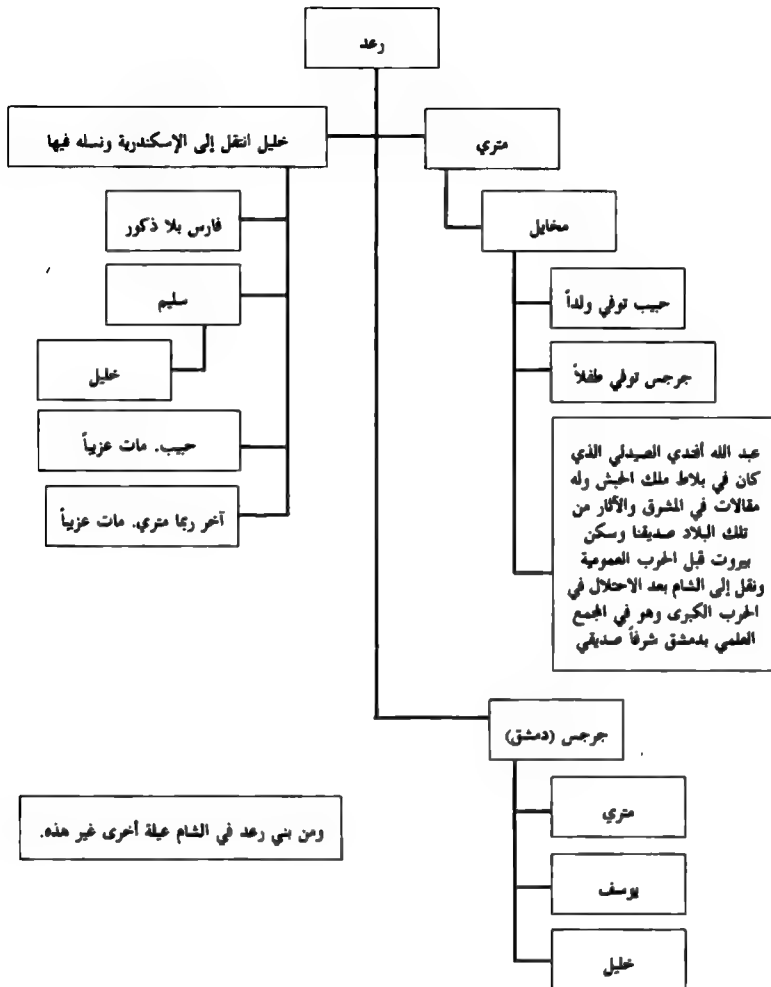 رعد
خليل انتقل إلى الإسكندرية ونسله فيها
متري
فارس بلا ذكور
مخايل
سليم
حبيب توفي ولداً
خليل
جرجس توفي طفلاً
حبيب. مات عزيباً
آخر ربما متري. مات عزيباً
عبد الله أفندي الصيدلي الذي
كان في بلاط ملك الحبش وله
مقالات في المشرق والآثار من
تلك البلاد صديقنا وسكن
بيروت قبل الحرب العمومية
ونقل إلى الشام بعد الاحتلال في
الحرب الكبرى وهو في المجمع
العلمي بدمشق شرفاً صديقي
جرجس (دمشق)
متري
ومن بني رعد في الشام عيلة أخرى غير هذه.
يوسف
خليل